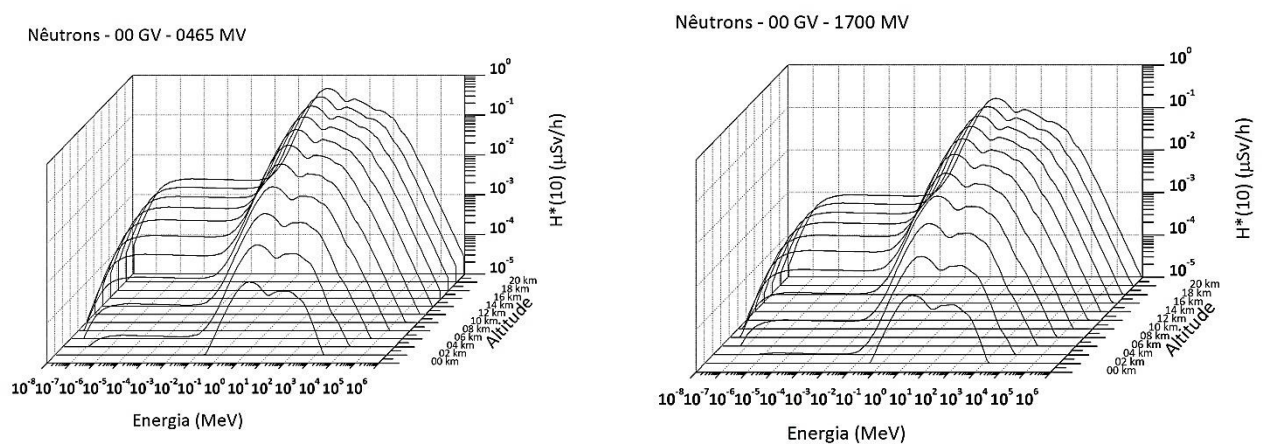 Nêutrons - 00 GV - 0465 MV
10⁰
10⁻¹
10⁻²
10⁻³
10⁻⁴
10⁻⁵
H*(10) (µSv/h)
20 km
18 km
16 km
14 km
12 km
10 km
08 km
06 km
04 km
02 km
00 km
Altitude
10⁻⁸ 10⁻⁷ 10⁻⁶ 10⁻⁵ 10⁻⁴ 10⁻³ 10⁻² 10⁻¹ 10⁰ 10¹ 10² 10³ 10⁴ 10⁵ 10⁶
Energia (MeV)
Nêutrons - 00 GV - 1700 MV
10⁰
10⁻¹
10⁻²
10⁻³
10⁻⁴
10⁻⁵
H*(10) (µSv/h)
20 km
18 km
16 km
14 km
12 km
10 km
08 km
06 km
04 km
02 km
00 km
Altitude
10⁻⁸ 10⁻⁷ 10⁻⁶ 10⁻⁵ 10⁻⁴ 10⁻³ 10⁻² 10⁻¹ 10⁰ 10¹ 10² 10³ 10⁴ 10⁵ 10⁶
Energia (MeV)